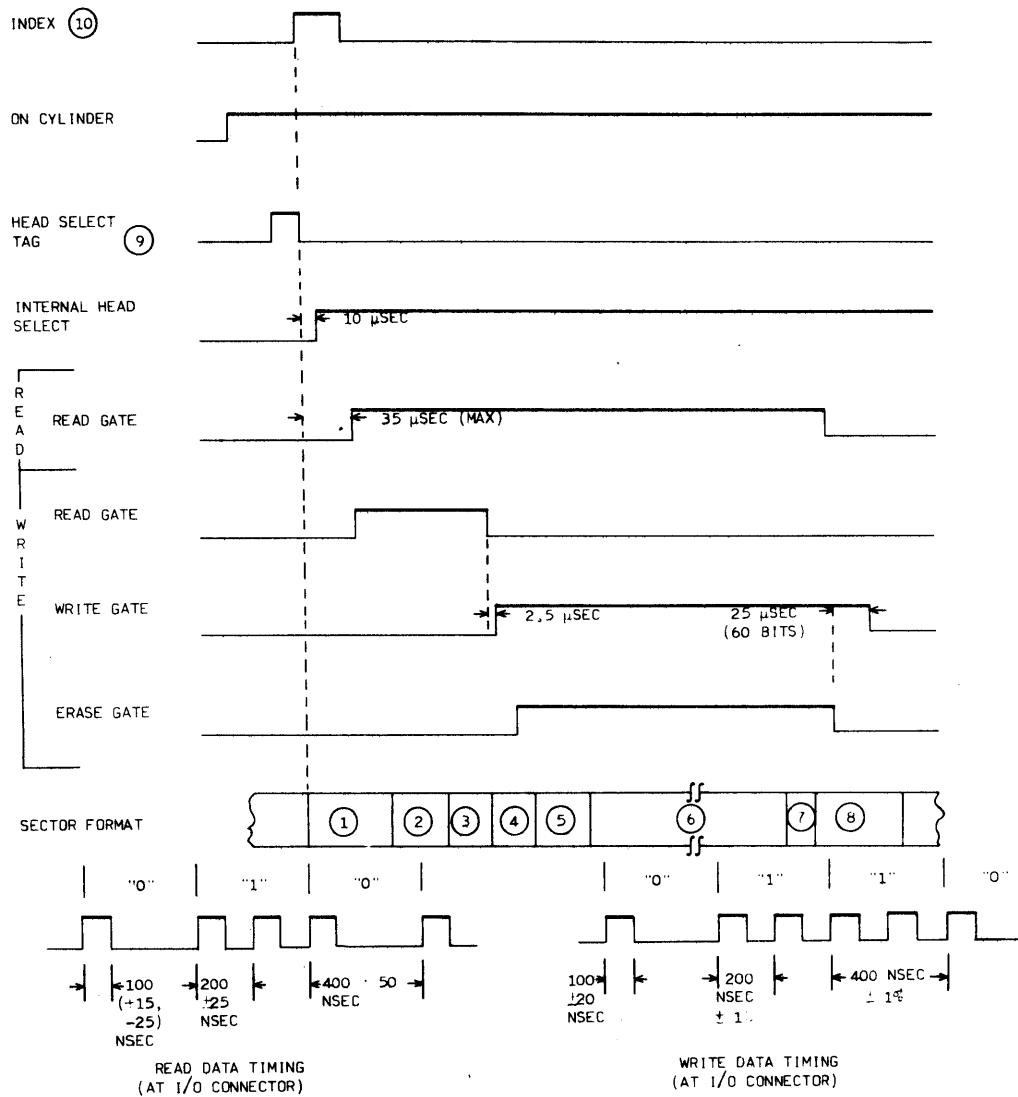 INDEX 10
ON CYLINDER
HEAD SELECT
TAG 9
INTERNAL HEAD
SELECT
10 µSEC
READ
READ GATE
35 µSEC (MAX)
WRITE
READ GATE
WRITE GATE
2.5 µSEC
25 µSEC
(60 BITS)
ERASE GATE
SECTOR FORMAT
1 2 3 4 5 6 7 8
"0" "1" "0" "0" "1" "1" "0"
100
(+15,
-25)
NSEC
200
±25
NSEC
400 50
NSEC
100
±20
NSEC
200
NSEC
± 1
400 NSEC
± 1%
READ DATA TIMING
(AT I/O CONNECTOR)
WRITE DATA TIMING
(AT I/O CONNECTOR)